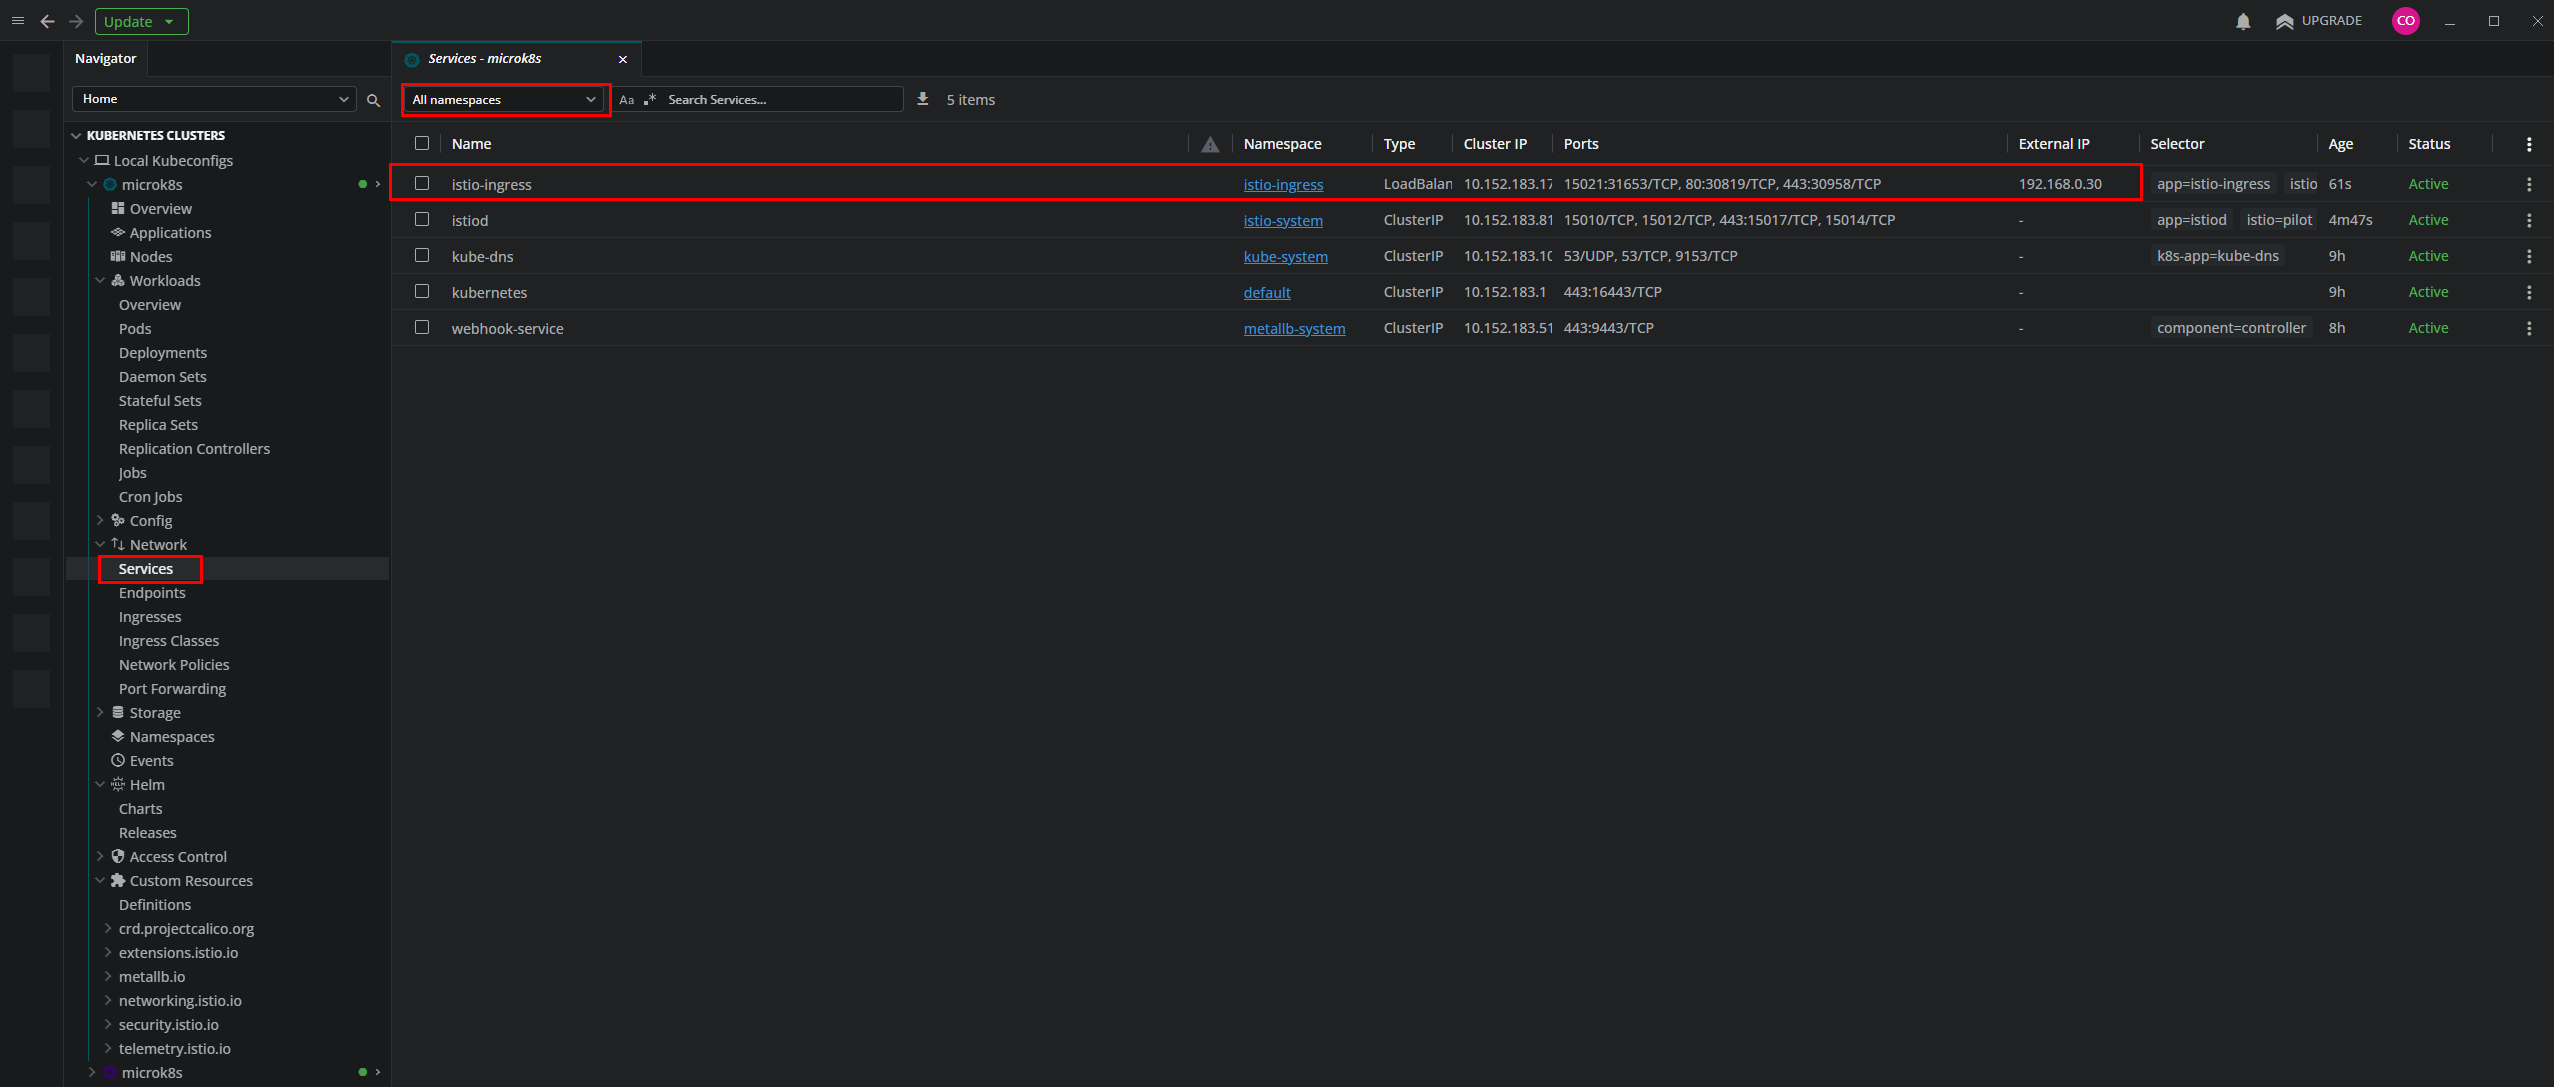 Update
UPGRADE
CO
Navigator
Services - microk8s
Home
All namespaces
Aa
.*
Search Services...
5 items
KUBERNETES CLUSTERS
Local Kubeconfigs
microk8s
Overview
Applications
Nodes
Workloads
Overview
Pods
Deployments
Daemon Sets
Stateful Sets
Replica Sets
Replication Controllers
Jobs
Cron Jobs
Config
Network
Services
Endpoints
Ingresses
Ingress Classes
Network Policies
Port Forwarding
Storage
Namespaces
Events
Helm
Charts
Releases
Access Control
Custom Resources
Definitions
crd.projectcalico.org
extensions.istio.io
metallb.io
networking.istio.io
security.istio.io
telemetry.istio.io
microk8s
Name Namespace Type Cluster IP Ports External IP Selector Age Status
istio-ingress istio-ingress LoadBalan 10.152.183.17 15021:31653/TCP, 80:30819/TCP, 443:30958/TCP 192.168.0.30 app=istio-ingress istio 61s Active
istiod istio-system ClusterIP 10.152.183.81 15010/TCP, 15012/TCP, 443:15017/TCP, 15014/TCP - app=istiod istio=pilot 4m47s Active
kube-dns kube-system ClusterIP 10.152.183.10 53/UDP, 53/TCP, 9153/TCP - k8s-app=kube-dns 9h Active
kubernetes default ClusterIP 10.152.183.1 443:16443/TCP - 9h Active
webhook-service metallb-system ClusterIP 10.152.183.51 443:9443/TCP - component=controller 8h Active